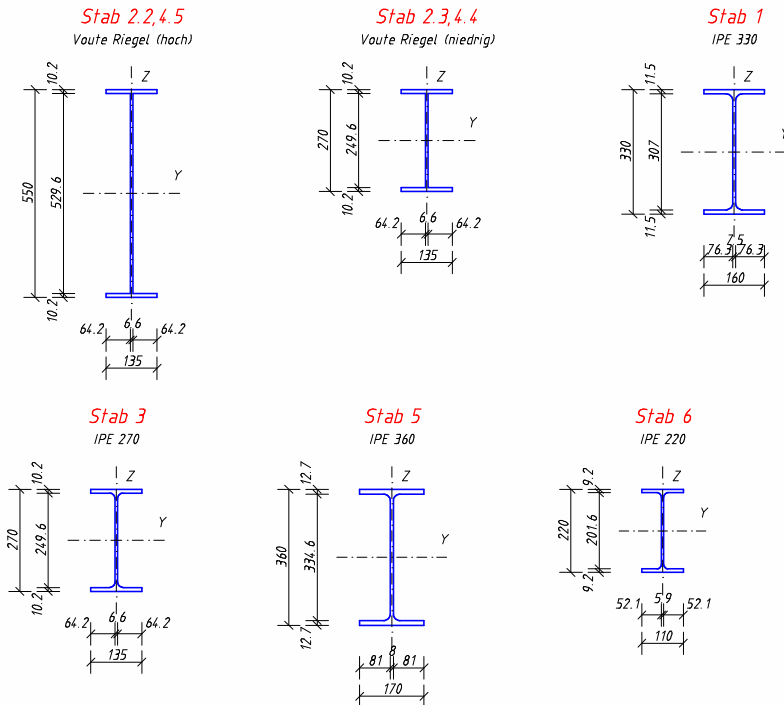 Stab 2.2,4.5
Voute Riegel (hoch)
10.2
Z
550
529.6
Y
10.2
64.2 6.6 64.2
135
Stab 2.3,4.4
Voute Riegel (niedrig)
10.2
Z
270
249.6
Y
10.2
64.2 6.6 64.2
135
Stab 1
IPE 330
11.5
Z
330
307
11.5
7.5
76.3 76.3
160
Stab 3
IPE 270
10.2
Z
270
249.6
Y
10.2
64.2 6.6 64.2
135
Stab 5
IPE 360
12.7
Z
360
334.6
Y
12.7
8
81 81
170
Stab 6
IPE 220
9.2
Z
220
201.6
Y
9.2
52.1 5.9 52.1
110